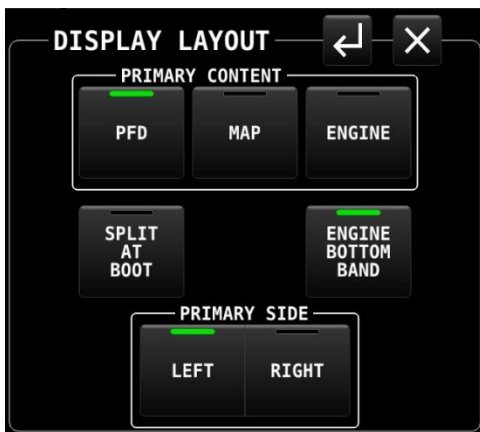 DISPLAY LAYOUT
PRIMARY CONTENT
PFD
MAP
ENGINE
SPLIT
AT
BOOT
ENGINE
BOTTOM
BAND
PRIMARY SIDE
LEFT
RIGHT